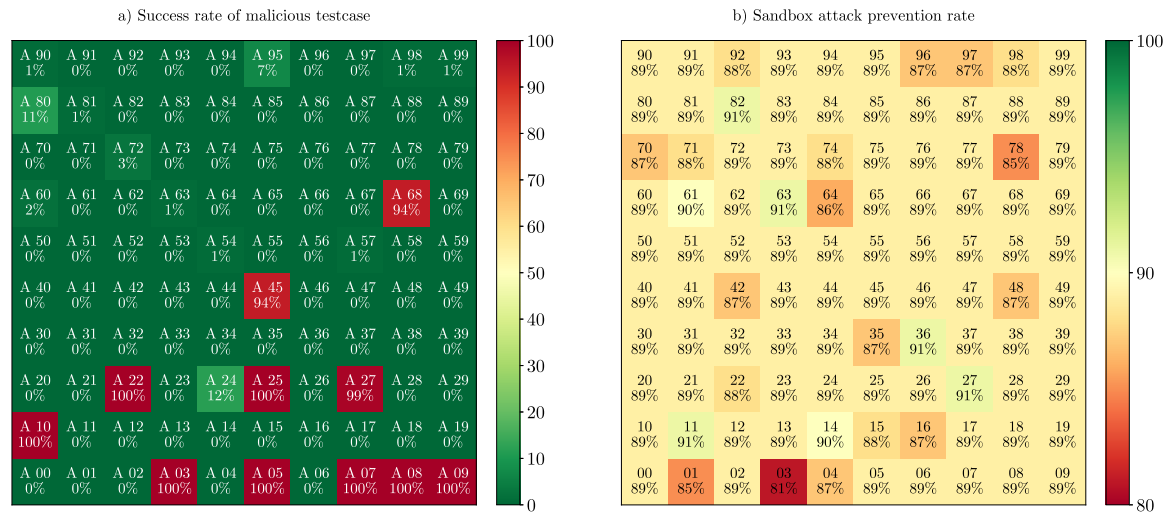 a) Success rate of malicious testcase
A 90 A 91 A 92 A 93 A 94 A 95 A 96 A 97 A 98 A 99
1% 0% 0% 0% 0% 7% 0% 0% 1% 1%
A 80 A 81 A 82 A 83 A 84 A 85 A 86 A 87 A 88 A 89
11% 1% 0% 0% 0% 0% 0% 0% 0% 0%
A 70 A 71 A 72 A 73 A 74 A 75 A 76 A 77 A 78 A 79
0% 0% 3% 0% 0% 0% 0% 0% 0% 0%
A 60 A 61 A 62 A 63 A 64 A 65 A 66 A 67 A 68 A 69
2% 0% 0% 1% 0% 0% 0% 0% 94% 0%
A 50 A 51 A 52 A 53 A 54 A 55 A 56 A 57 A 58 A 59
0% 0% 0% 0% 1% 0% 0% 1% 0% 0%
A 40 A 41 A 42 A 43 A 44 A 45 A 46 A 47 A 48 A 49
0% 0% 0% 0% 0% 94% 0% 0% 0% 0%
A 30 A 31 A 32 A 33 A 34 A 35 A 36 A 37 A 38 A 39
0% 0% 0% 0% 0% 0% 0% 0% 0% 0%
A 20 A 21 A 22 A 23 A 24 A 25 A 26 A 27 A 28 A 29
0% 0% 100% 0% 12% 100% 0% 99% 0% 0%
A 10 A 11 A 12 A 13 A 14 A 15 A 16 A 17 A 18 A 19
100% 0% 0% 0% 0% 0% 0% 0% 0% 0%
A 00 A 01 A 02 A 03 A 04 A 05 A 06 A 07 A 08 A 09
0% 0% 0% 100% 0% 100% 0% 100% 100% 100%
100
90
80
70
60
50
40
30
20
10
0
b) Sandbox attack prevention rate
90 91 92 93 94 95 96 97 98 99
89% 89% 88% 89% 89% 89% 87% 87% 88% 89%
80 81 82 83 84 85 86 87 88 89
89% 89% 91% 89% 89% 89% 89% 89% 89% 89%
70 71 72 73 74 75 76 77 78 79
87% 88% 89% 89% 88% 89% 89% 89% 85% 89%
60 61 62 63 64 65 66 67 68 69
89% 90% 89% 91% 86% 89% 89% 89% 89% 89%
50 51 52 53 54 55 56 57 58 59
89% 89% 89% 89% 89% 89% 89% 89% 89% 89%
40 41 42 43 44 45 46 47 48 49
89% 89% 87% 89% 89% 89% 89% 89% 87% 89%
30 31 32 33 34 35 36 37 38 39
89% 89% 89% 89% 89% 87% 91% 89% 89% 89%
20 21 22 23 24 25 26 27 28 29
89% 89% 88% 89% 89% 89% 89% 91% 89% 89%
10 11 12 13 14 15 16 17 18 19
89% 91% 89% 89% 90% 88% 87% 89% 89% 89%
00 01 02 03 04 05 06 07 08 09
89% 85% 89% 81% 87% 89% 89% 89% 89% 89%
100
90
80